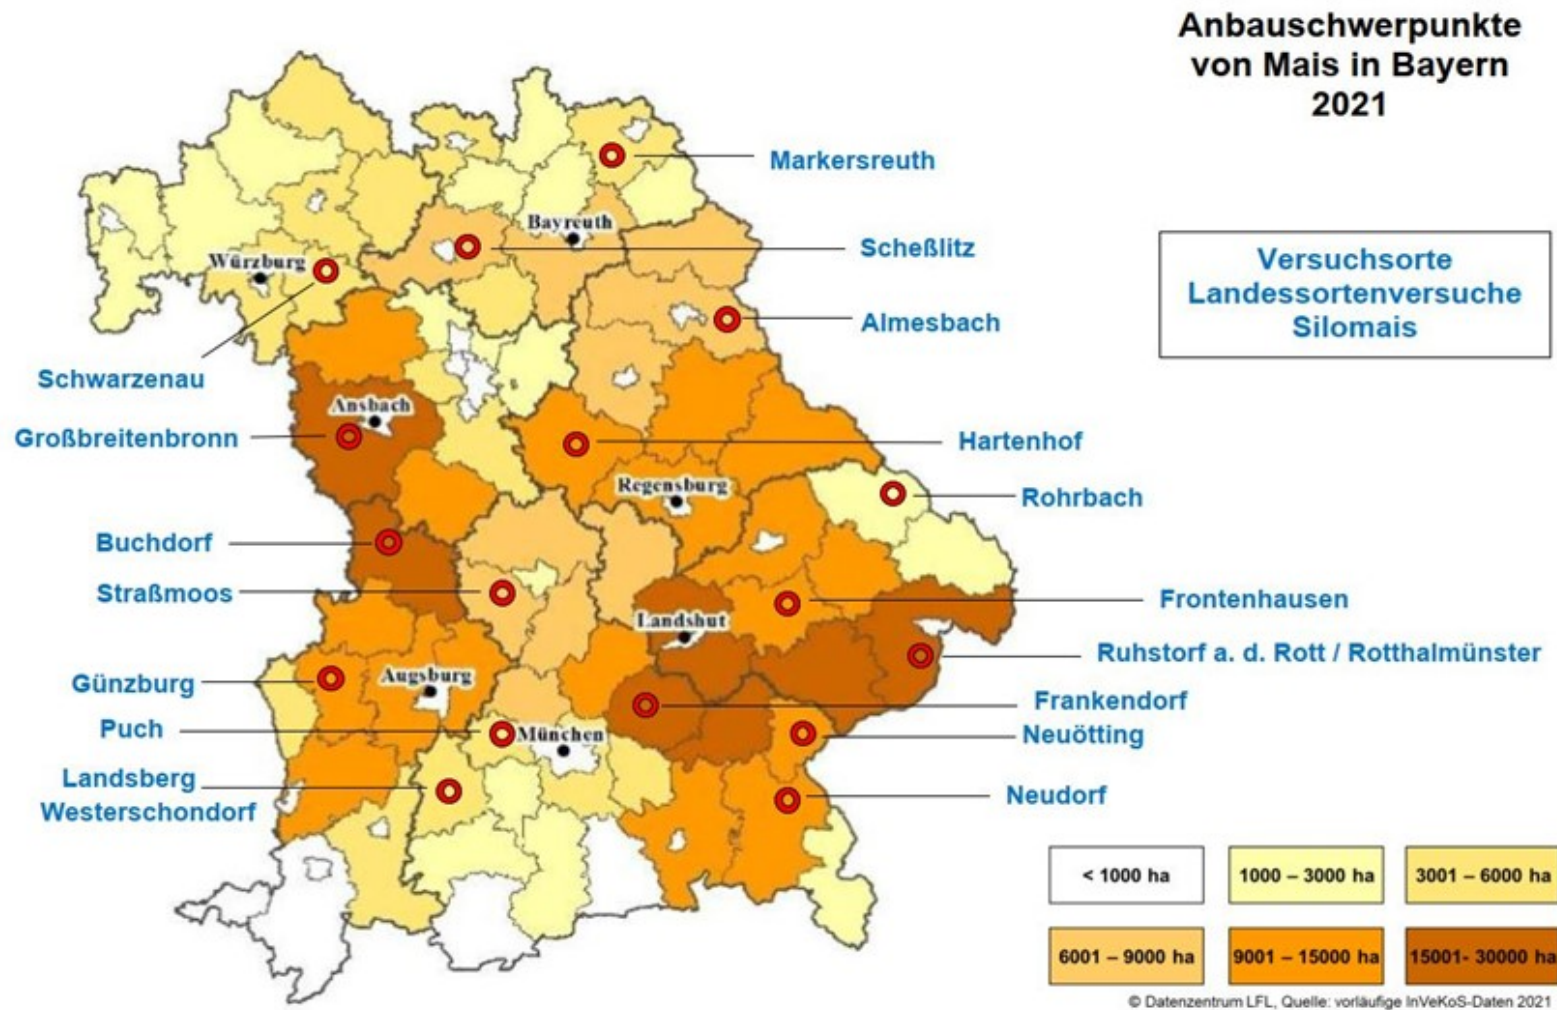 Anbauschwerpunkte
von Mais in Bayern
2021
Markersreuth
Bayreuth
Scheßlitz
Würzburg
Versuchsorte
Landessortenversuche
Silomais
Almesbach
Schwarzenau
Ansbach
Großbreitenbronn
Hartenhof
Regensburg
Rohrbach
Buchdorf
Straßmoos
Frontenhausen
Landshut
Ruhstorf a. d. Rott / Rotthalmünster
Günzburg
Augsburg
Frankendorf
Puch
München
Neuötting
Landsberg
Westerschondorf
Neudorf
< 1000 ha
1000 – 3000 ha
3001 – 6000 ha
6001 – 9000 ha
9001 – 15000 ha
15001- 30000 ha
© Datenzentrum LFL, Quelle: vorläufige InVeKoS-Daten 2021